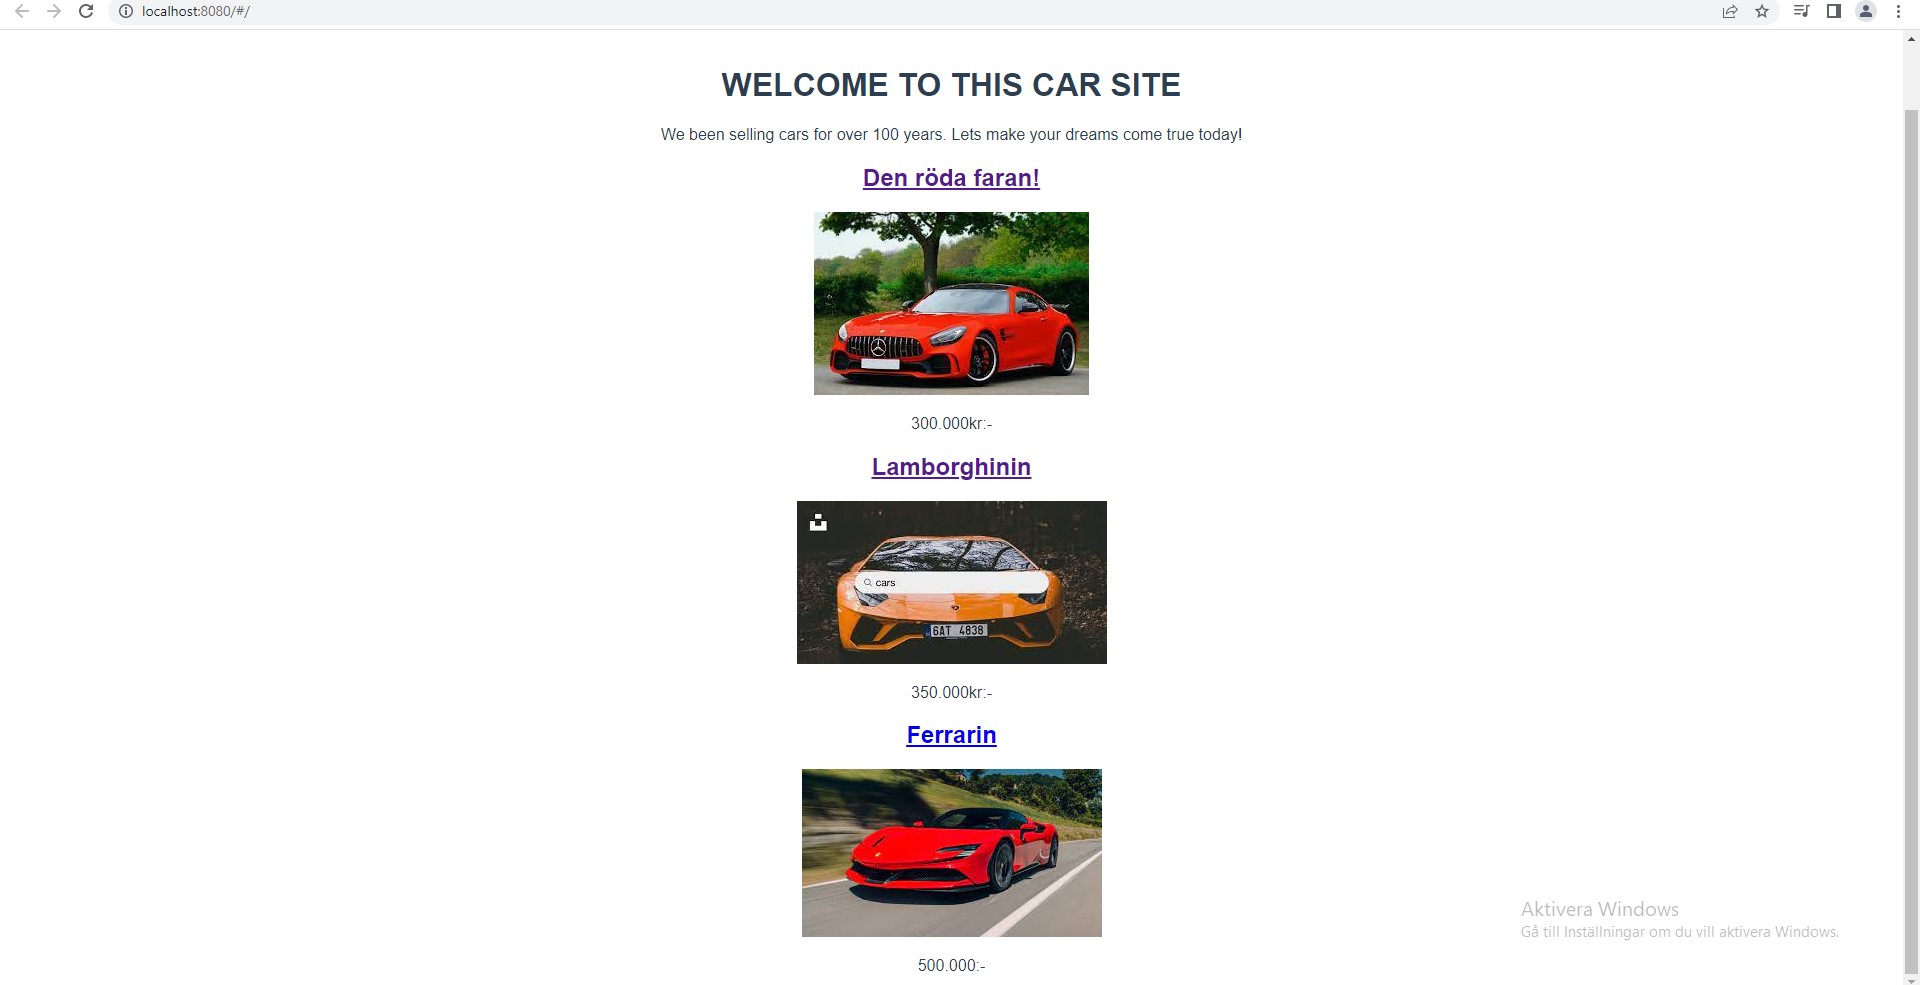 localhost:8080/#/
WELCOME TO THIS CAR SITE
We been selling cars for over 100 years. Lets make your dreams come true today!
Den röda faran!
300.000kr:-
Lamborghinin
cars
6AT 4838
350.000kr:-
Ferrarin
500.000:-
Aktivera Windows
Gå till Inställningar om du vill aktivera Windows.